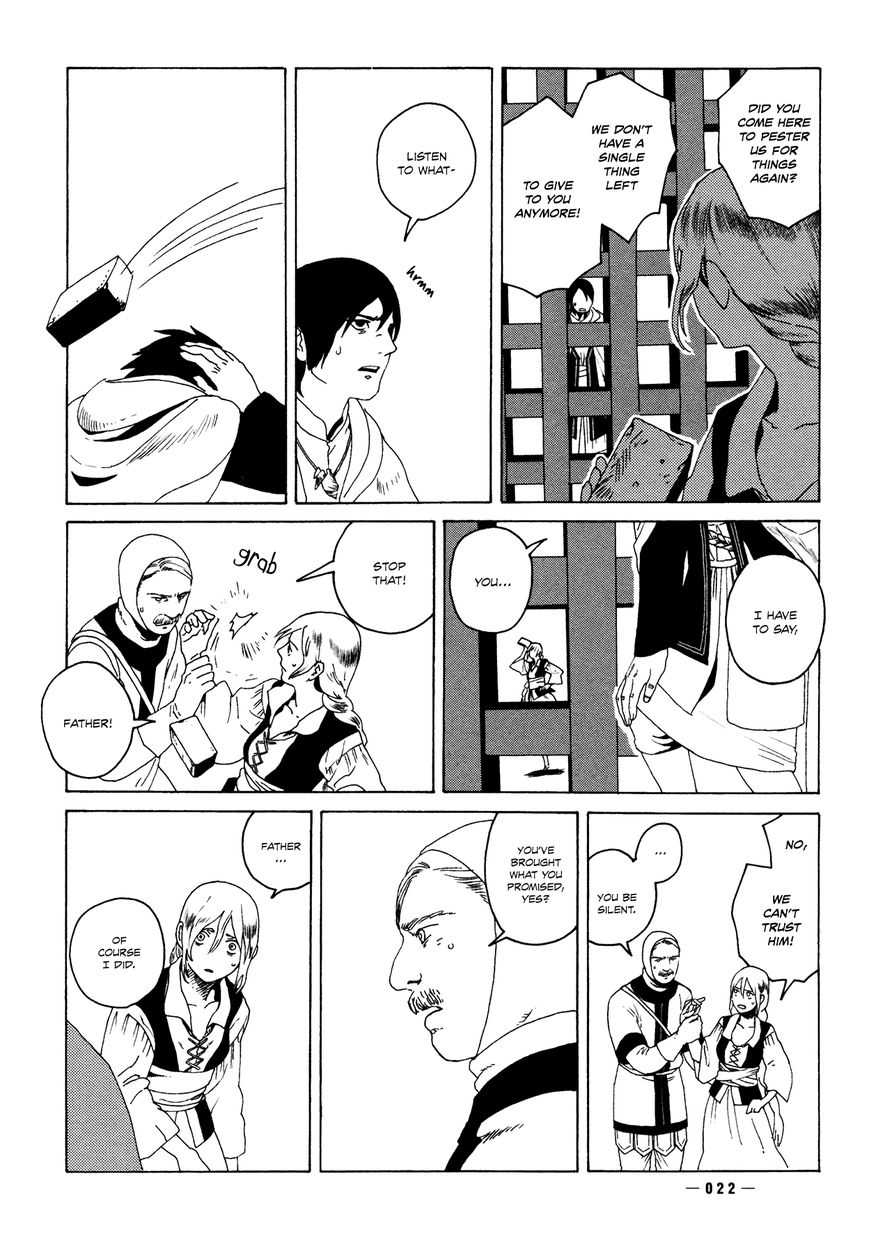 DID YOU
COME HERE
TO PESTER
US FOR
THINGS
AGAIN?
WE DON'T
HAVE A
SINGLE
THING
LEFT
TO GIVE
TO YOU
ANYMORE!
LISTEN
TO WHAT-
hrmm
I HAVE
TO SAY,
YOU...
STOP
THAT!
grab
FATHER!
NO,
WE
CAN'T
TRUST
HIM!
...
YOU BE
SILENT.
YOU'VE
BROUGHT
WHAT YOU
PROMISED,
YES?
FATHER
...
OF
COURSE
I DID.
— 022 —